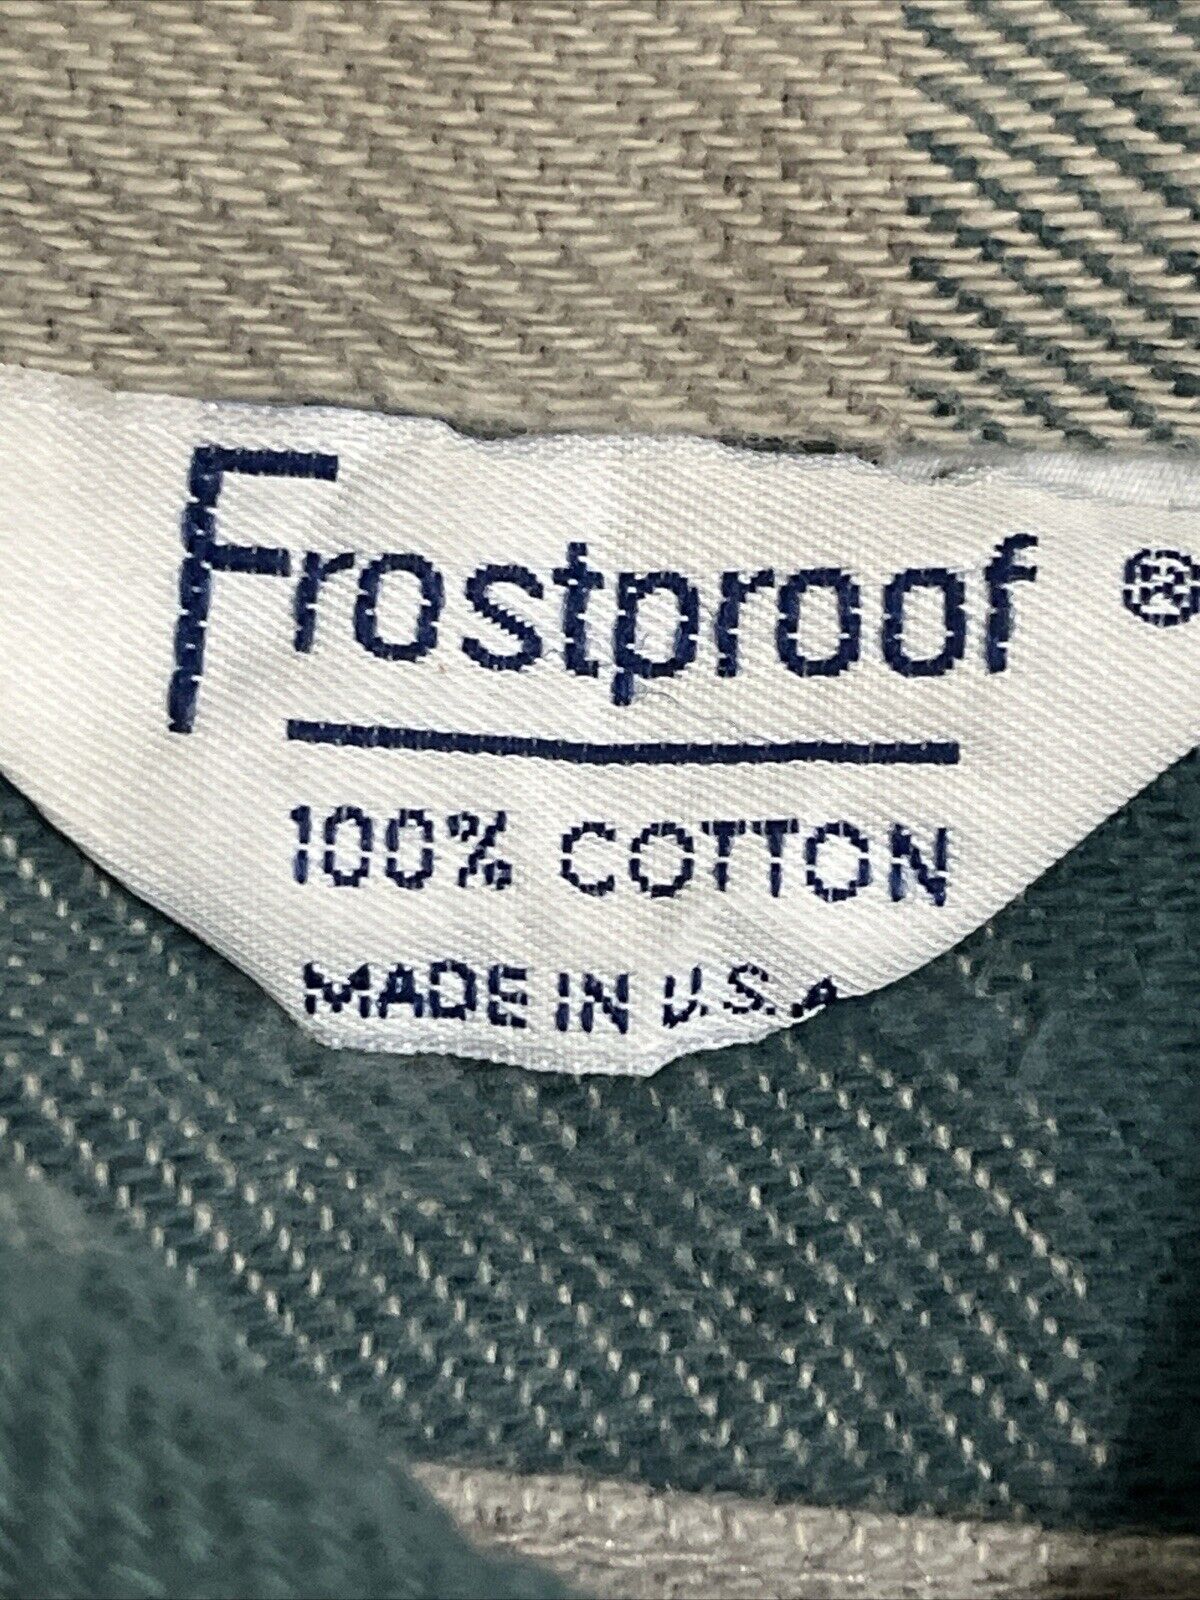 Frostproof ®
100% COTTON
MADE IN U.S.A